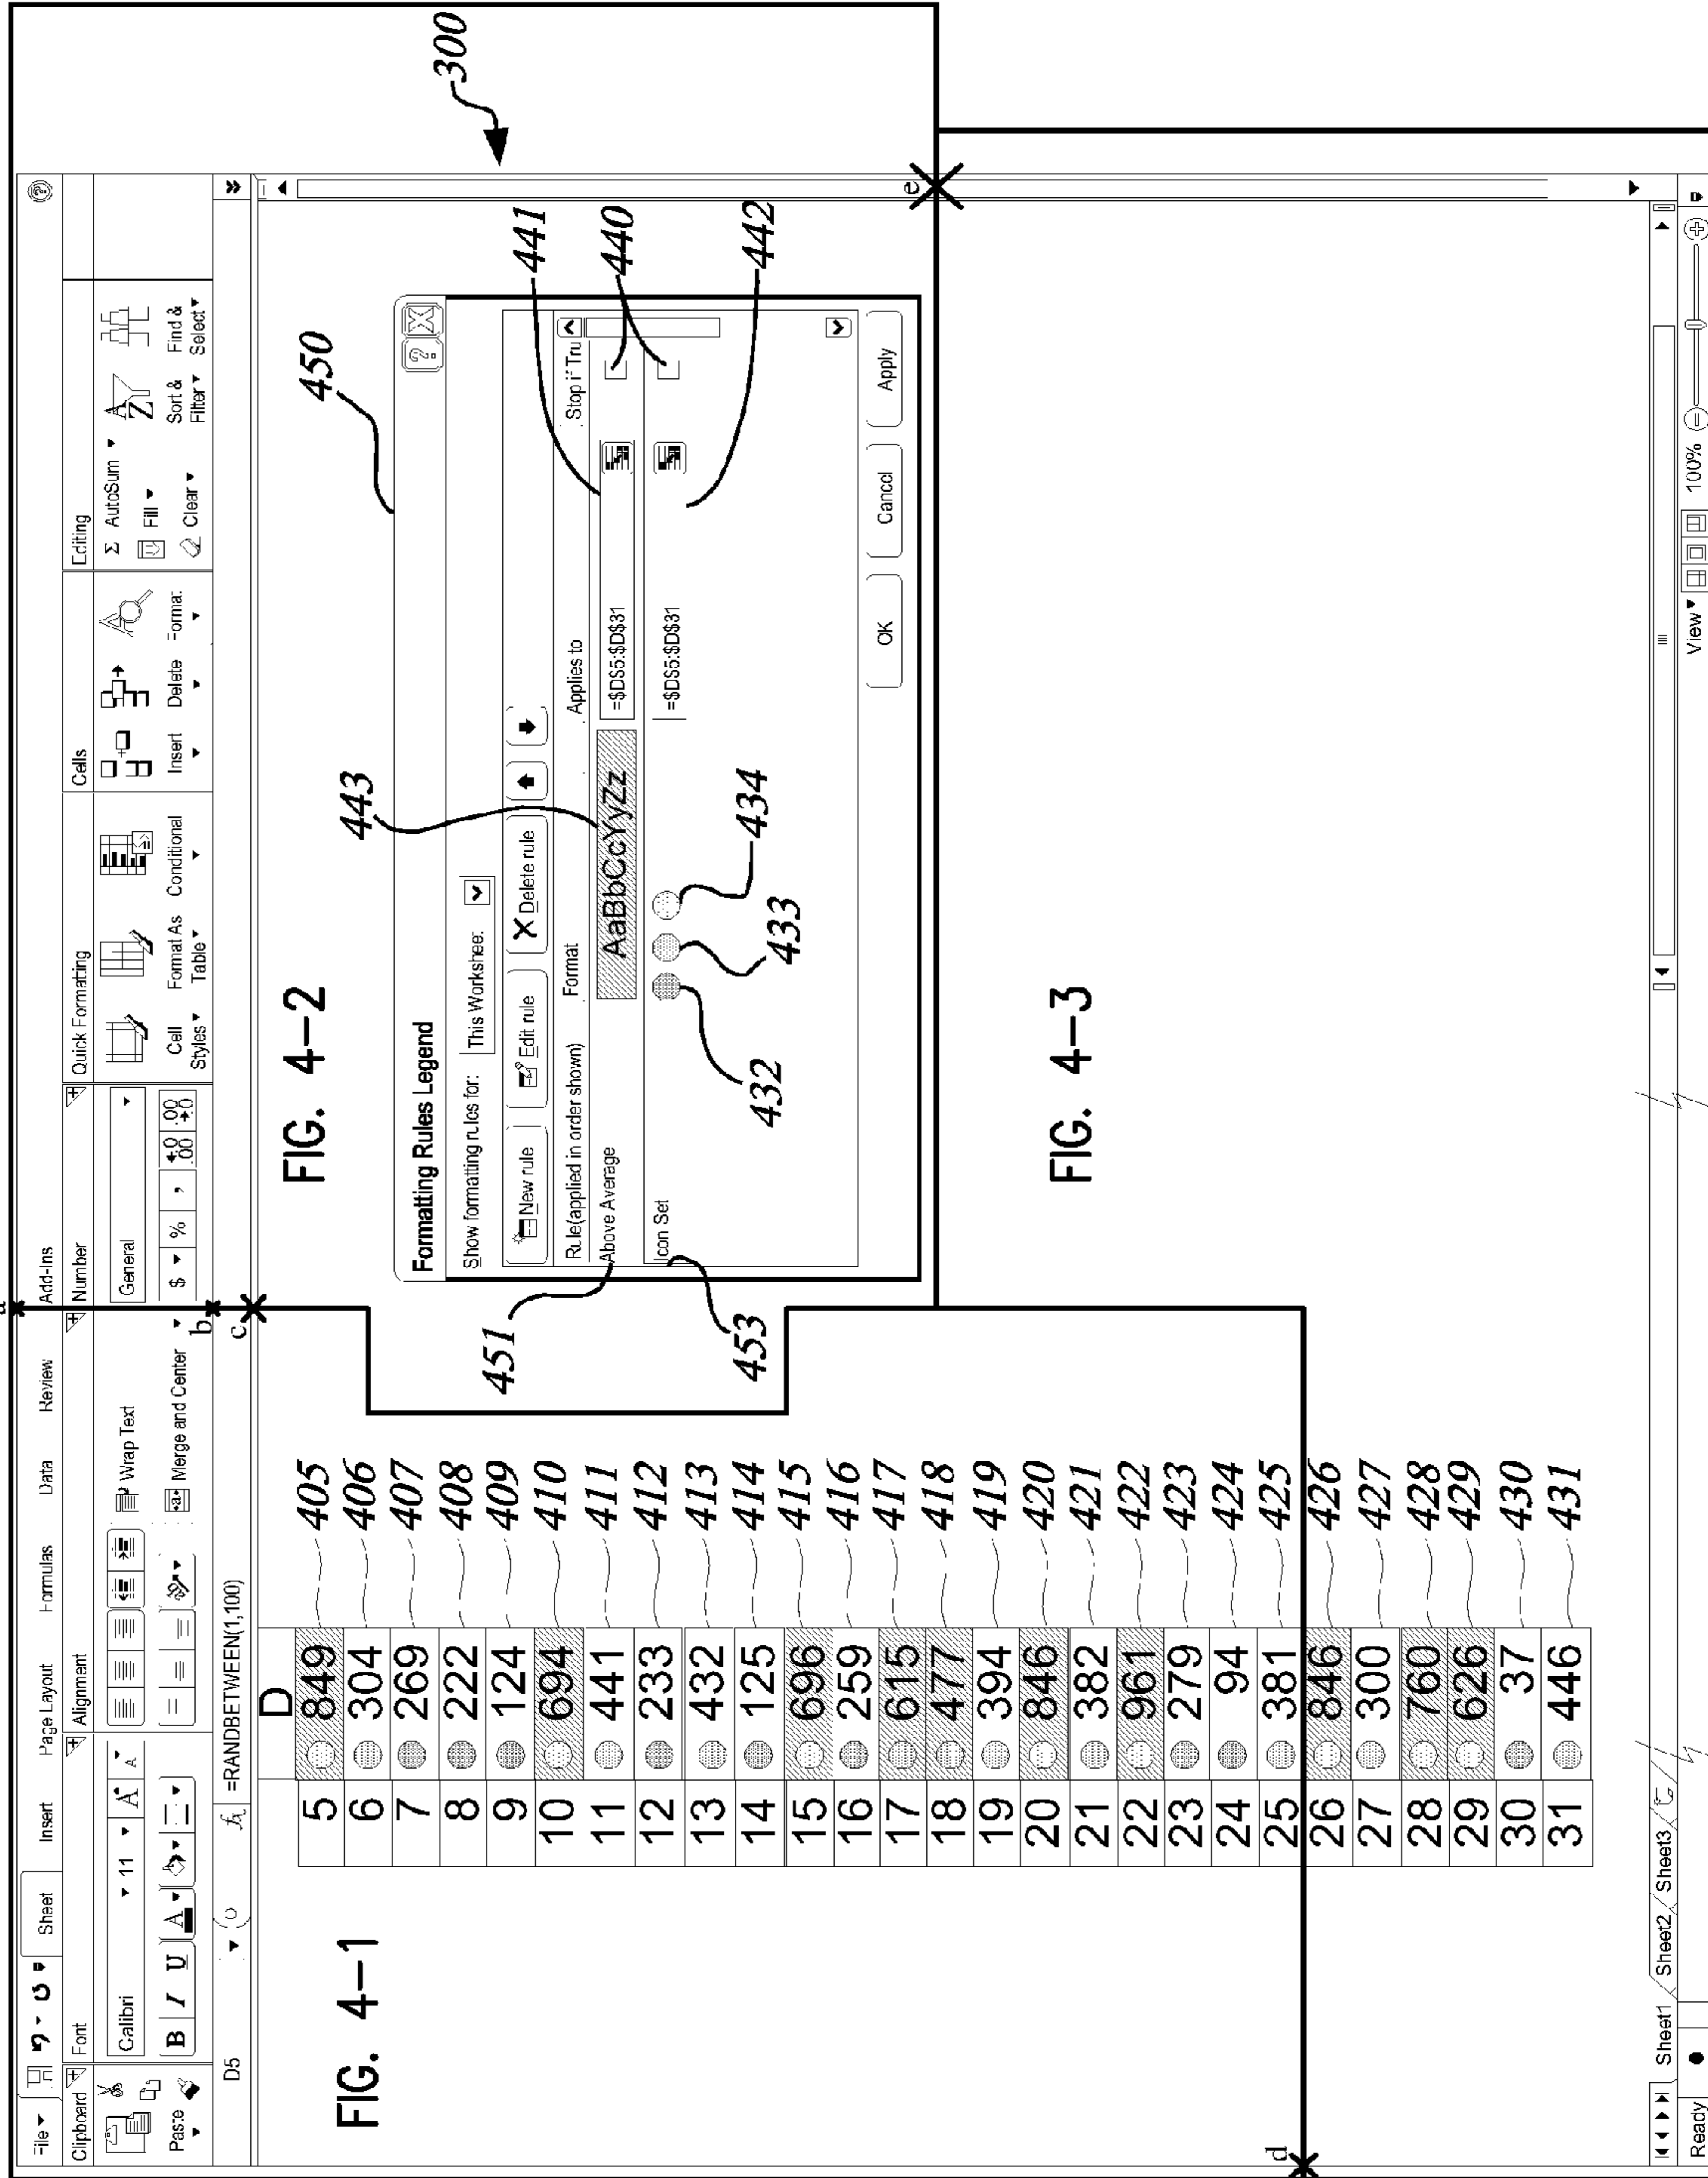 File Sheet Insert Page Layout Formulas Data Review Add-Ins
Clipboard Font Alignment Number Quick Formatting Cells Editing
Calibri 11 A A Wrap Text General Σ AutoSum
Fill
Paste B I U A Merge and Center $ % , .0 .00 .00 .0 Cell Styles Format As Table Conditional Insert Delete Format Clear Sort & Filter Find & Select
a
b
c
D5 fx =RANDBETWEEN(1,100)
FIG. 4-1
D
5 849 405
6 304 406
7 269 407
8 222 408
9 124 409
10 694 410
11 441 411
12 233 412
13 432 413
14 125 414
15 696 415
16 259 416
17 615 417
18 477 418
19 394 419
20 846 420
21 382 421
22 961 422
23 279 423
24 94 424
25 381 425
26 846 426
27 300 427
28 760 428
29 626 429
30 37 430
31 446 431
d
FIG. 4-2
300
450
443
Formatting Rules Legend ? X
Show formatting rules for: This Worksheet
New rule Edit rule X Delete rule
Rule(applied in order shown) Format Applies to Stop if Tru
Above Average AaBbCcYyZz =$D$5:$D$31
Icon Set =$D$5:$D$31
OK Cancel Apply
451
453
432
433
434
441
440
442
e
FIG. 4-3
Sheet1 Sheet2 Sheet3
Ready View 100%